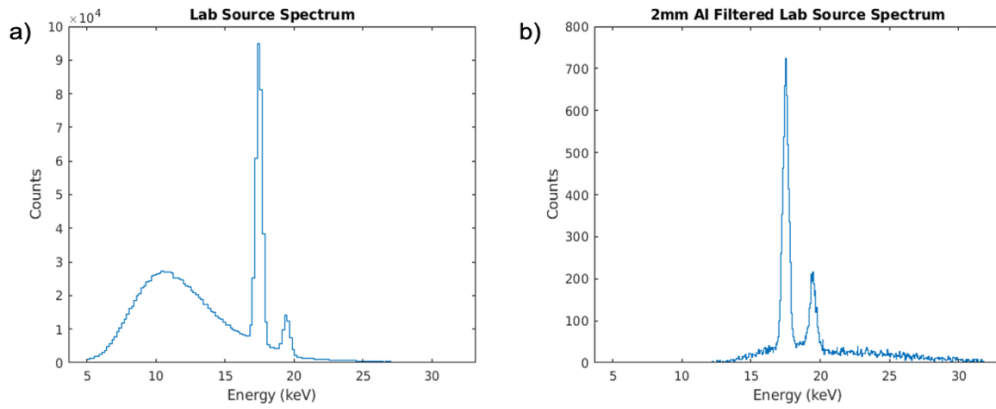 a)
Lab Source Spectrum
×10⁴
10
9
8
7
6
5
4
3
2
1
0
Counts
5 10 15 20 25 30
Energy (keV)
b)
2mm Al Filtered Lab Source Spectrum
800
700
600
500
400
300
200
100
0
Counts
5 10 15 20 25 30
Energy (keV)